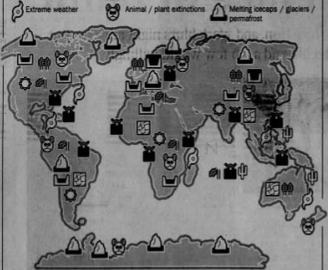 Extreme weather
Animal / plant extinctions
Melting icecaps / glaciers /
permafrost